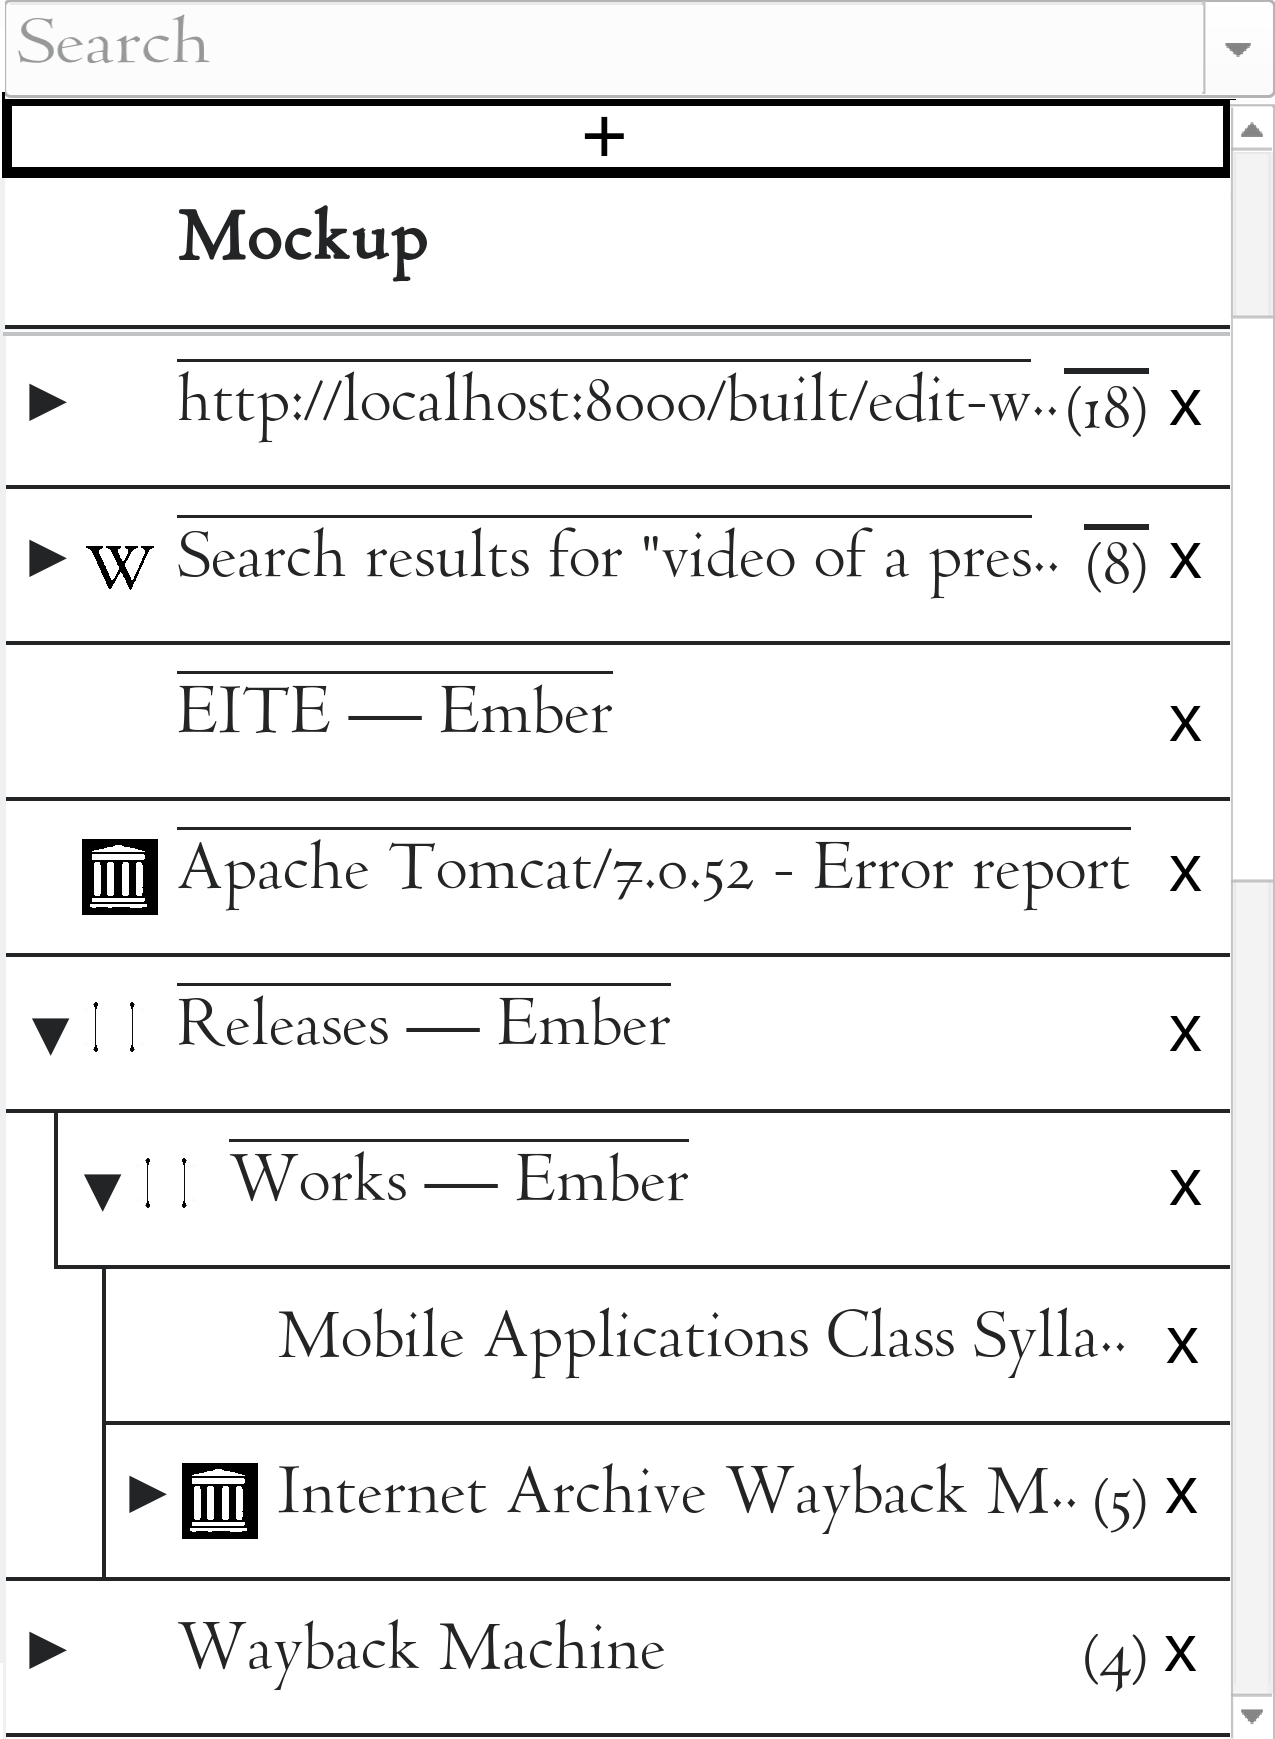 Search
+
Mockup
http://localhost:8000/built/edit-w.. (18) x
W Search results for "video of a pres.. (8) x
EITE — Ember x
Apache Tomcat/7.0.52 - Error report x
Releases — Ember x
Works — Ember x
Mobile Applications Class Sylla.. x
Internet Archive Wayback M.. (5) x
Wayback Machine (4) x